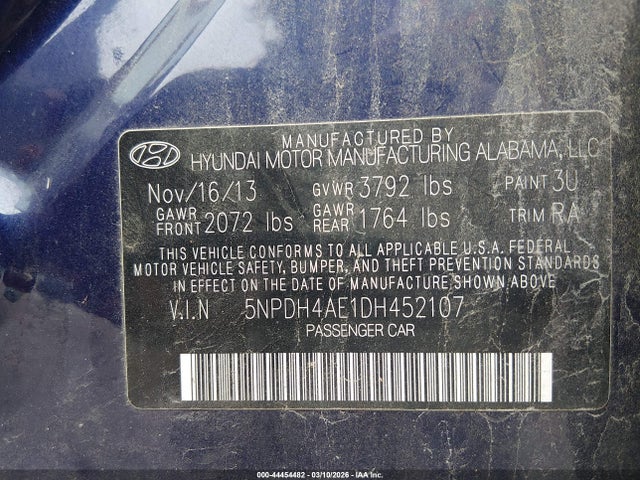 MANUFACTURED BY
HYUNDAI MOTOR MANUFACTURING ALABAMA, LLC
Nov/16/13 GVWR 3792 lbs PAINT 3U
GAWR FRONT 2072 lbs GAWR REAR 1764 lbs TRIM RA
THIS VEHICLE CONFORMS TO ALL APPLICABLE U.S.A. FEDERAL
MOTOR VEHICLE SAFETY, BUMPER, AND THEFT PREVENTION STANDARDS
IN EFFECT ON THE DATE OF MANUFACTURE SHOWN ABOVE
V.I.N 5NPDH4AE1DH452107
PASSENGER CAR
000-44454482 - 03/10/2026 - IAA Inc.